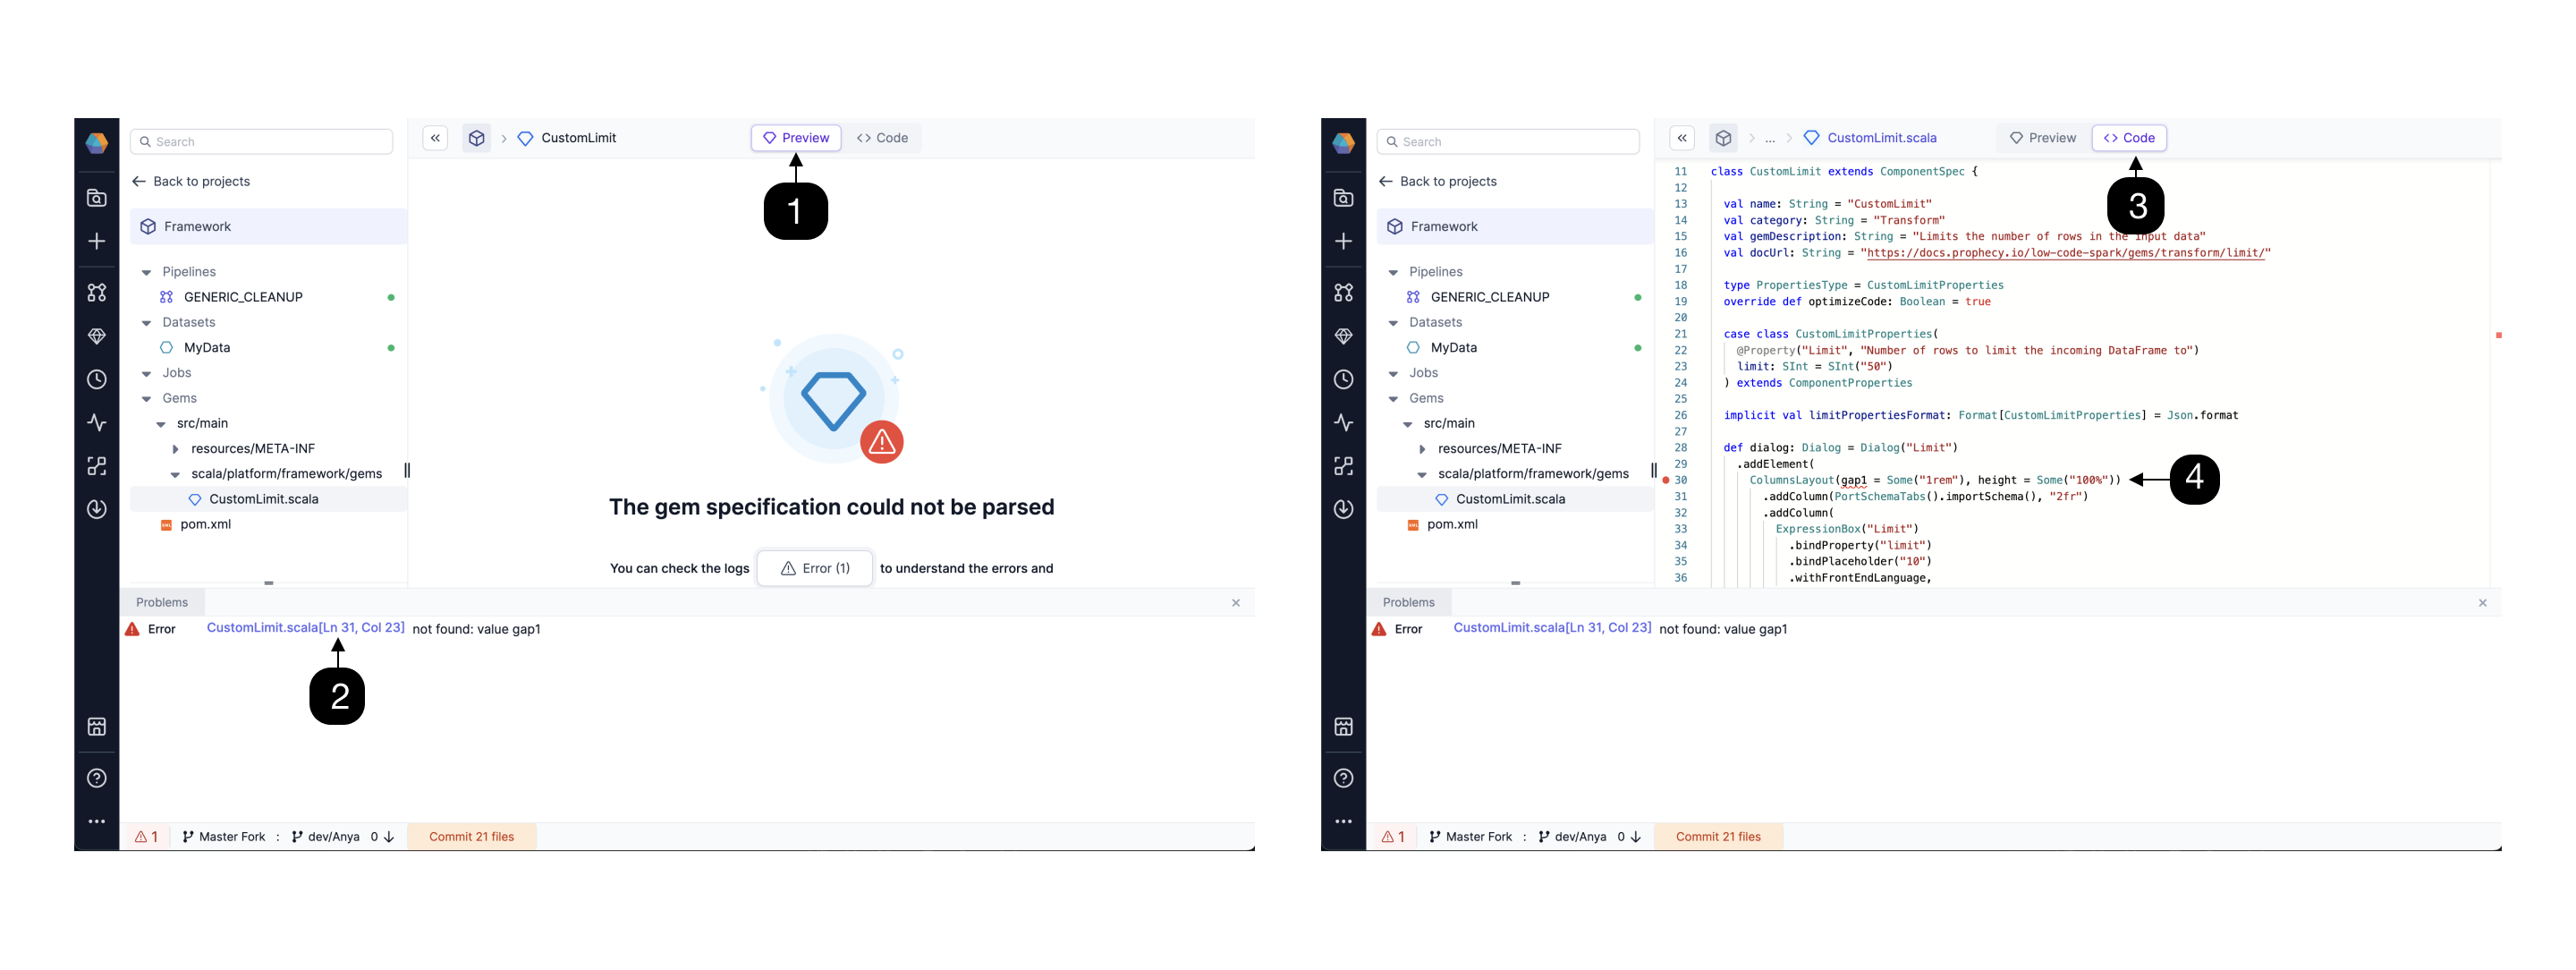 Search
CustomLimit
Preview
Code
Back to projects
1
Framework
Pipelines
GENERIC_CLEANUP
Datasets
MyData
Jobs
Gems
src/main
resources/META-INF
scala/platform/framework/gems
CustomLimit.scala
pom.xml
The gem specification could not be parsed
You can check the logs Error (1) to understand the errors and
Problems
Error CustomLimit.scala[Ln 31, Col 23] not found: value gap1
2
1 Master Fork : dev/Anya 0 Commit 21 files
Search
... CustomLimit.scala
Preview
Code
Back to projects
3
Framework
Pipelines
GENERIC_CLEANUP
Datasets
MyData
Jobs
Gems
src/main
resources/META-INF
scala/platform/framework/gems
CustomLimit.scala
pom.xml
11 class CustomLimit extends ComponentSpec {
12
13 val name: String = "CustomLimit"
14 val category: String = "Transform"
15 val gemDescription: String = "Limits the number of rows in the input data"
16 val docUrl: String = "https://docs.prophecy.io/low-code-spark/gems/transform/limit/"
17
18 type PropertiesType = CustomLimitProperties
19 override def optimizeCode: Boolean = true
20
21 case class CustomLimitProperties(
22 @Property("Limit", "Number of rows to limit the incoming DataFrame to")
23 limit: SInt = SInt("50")
24 ) extends ComponentProperties
25
26 implicit val limitPropertiesFormat: Format[CustomLimitProperties] = Json.format
27
28 def dialog: Dialog = Dialog("Limit")
29 .addElement(
30 ColumnsLayout(gap1 = Some("1rem"), height = Some("100%"))
4
31 .addColumn(PortSchemaTabs().importSchema(), "2fr")
32 .addColumn(
33 ExpressionBox("Limit")
34 .bindProperty("limit")
35 .bindPlaceholder("10")
36 .withFrontEndLanguage,
Problems
Error CustomLimit.scala[Ln 31, Col 23] not found: value gap1
1 Master Fork : dev/Anya 0 Commit 21 files